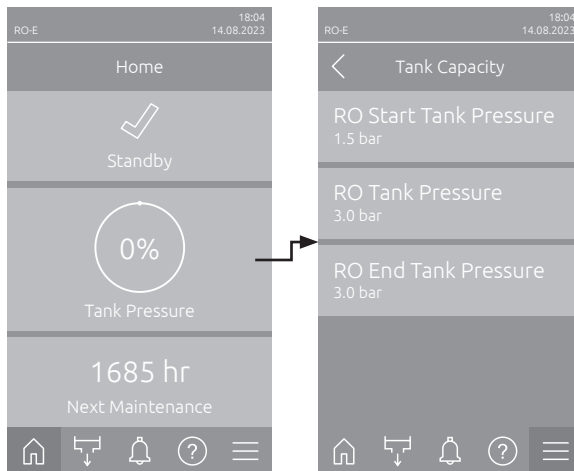 18:04
RO-E 14.08.2023
Home
Standby
0%
Tank Pressure
1685 hr
Next Maintenance
?
18:04
RO-E 14.08.2023
Tank Capacity
RO Start Tank Pressure
1.5 bar
RO Tank Pressure
3.0 bar
RO End Tank Pressure
3.0 bar
?